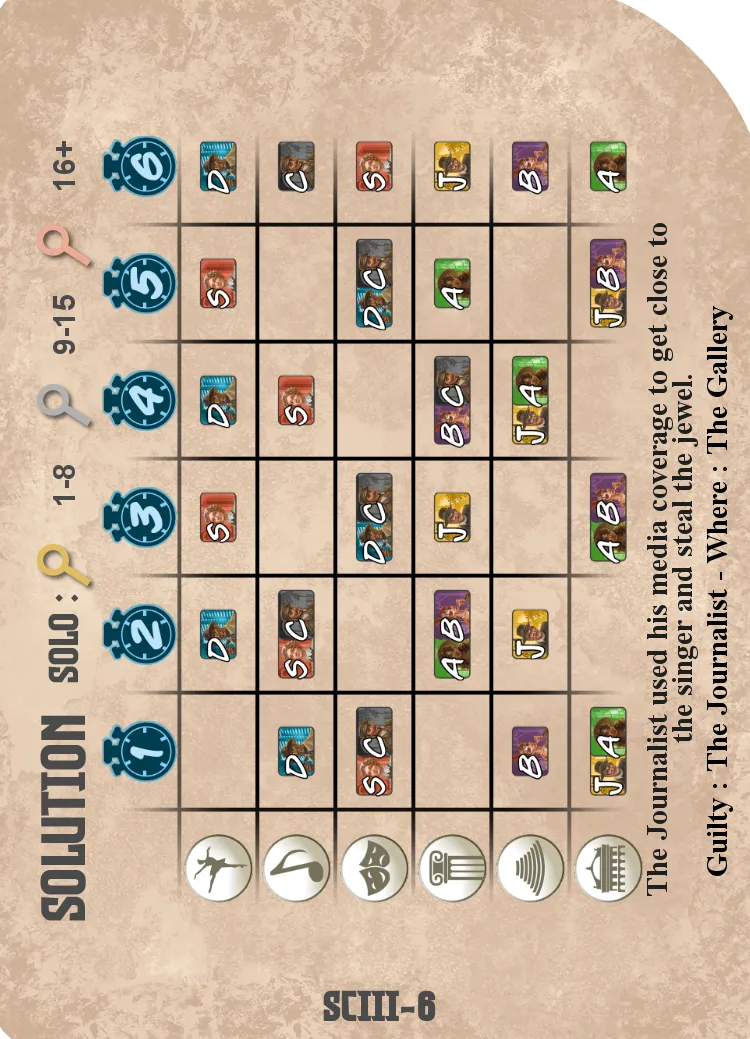 SOLUTION SOLO : 1-8 9-15 16+
1 2 3 4 5 6
D S D S D
D S C S C
S C D C D C S
A B J B C A J
B J J A B
J A A B J B A
The Journalist used his media coverage to get close to
the singer and steal the jewel.
Guilty : The Journalist - Where : The Gallery
SCIII-6